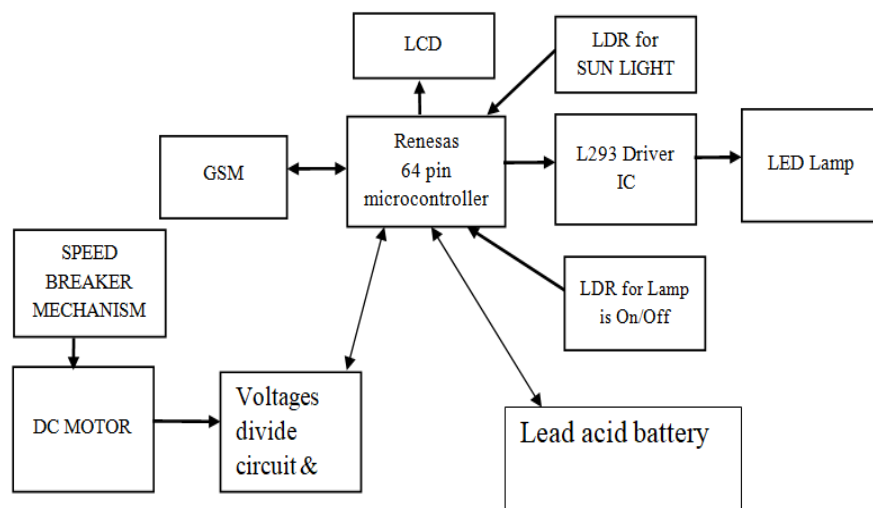 LCD
LDR for
SUN LIGHT
Renesas
64 pin
microcontroller
GSM
L293 Driver
IC
LED Lamp
SPEED
BREAKER
MECHANISM
LDR for Lamp
is On/Off
DC MOTOR
Voltages
divide
circuit &
Lead acid battery